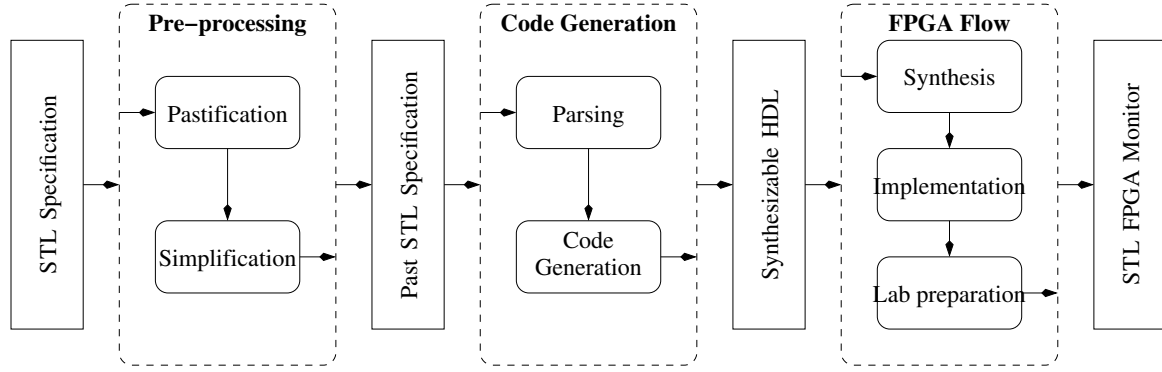 STL Specification
Pre-processing
Pastification
Simplification
Past STL Specification
Code Generation
Parsing
Code
Generation
Synthesizable HDL
FPGA Flow
Synthesis
Implementation
Lab preparation
STL FPGA Monitor